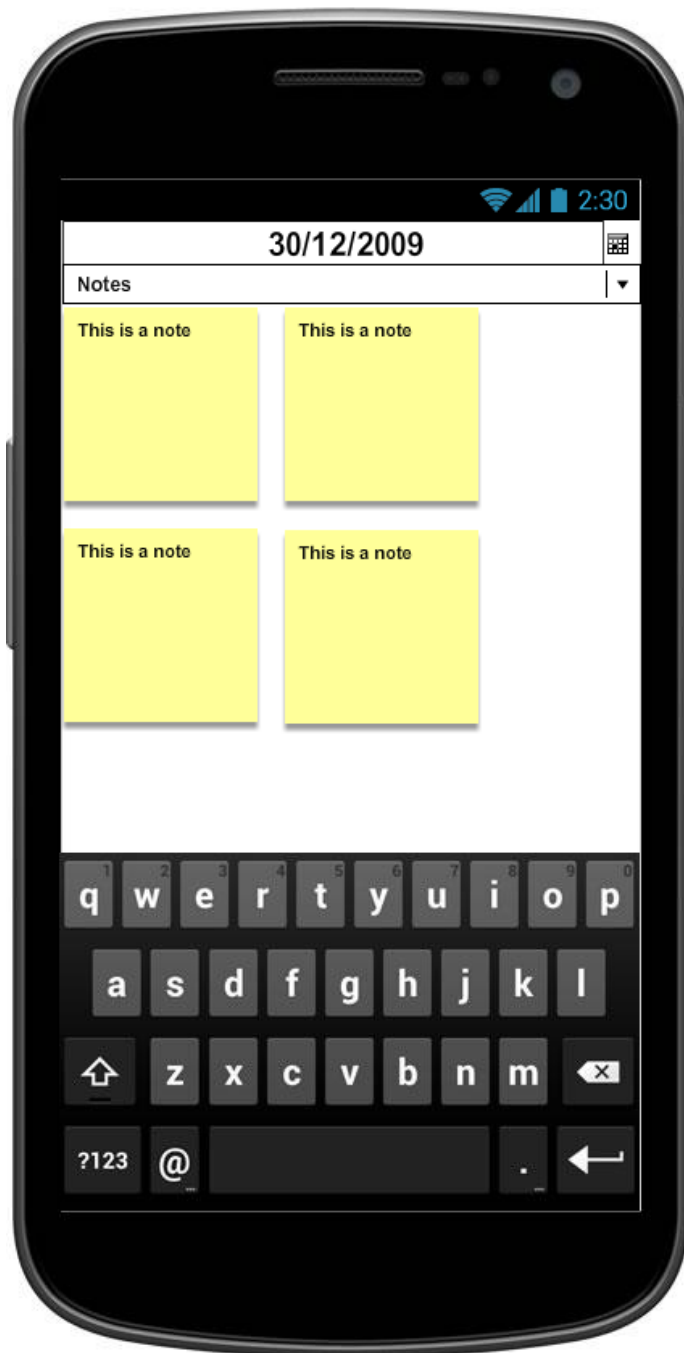 2:30
30/12/2009
Notes
This is a note This is a note
This is a note This is a note
1 2 3 4 5 6 7 8 9 0
q w e r t y u i o p
a s d f g h j k l
z x c v b n m
?123 @ .